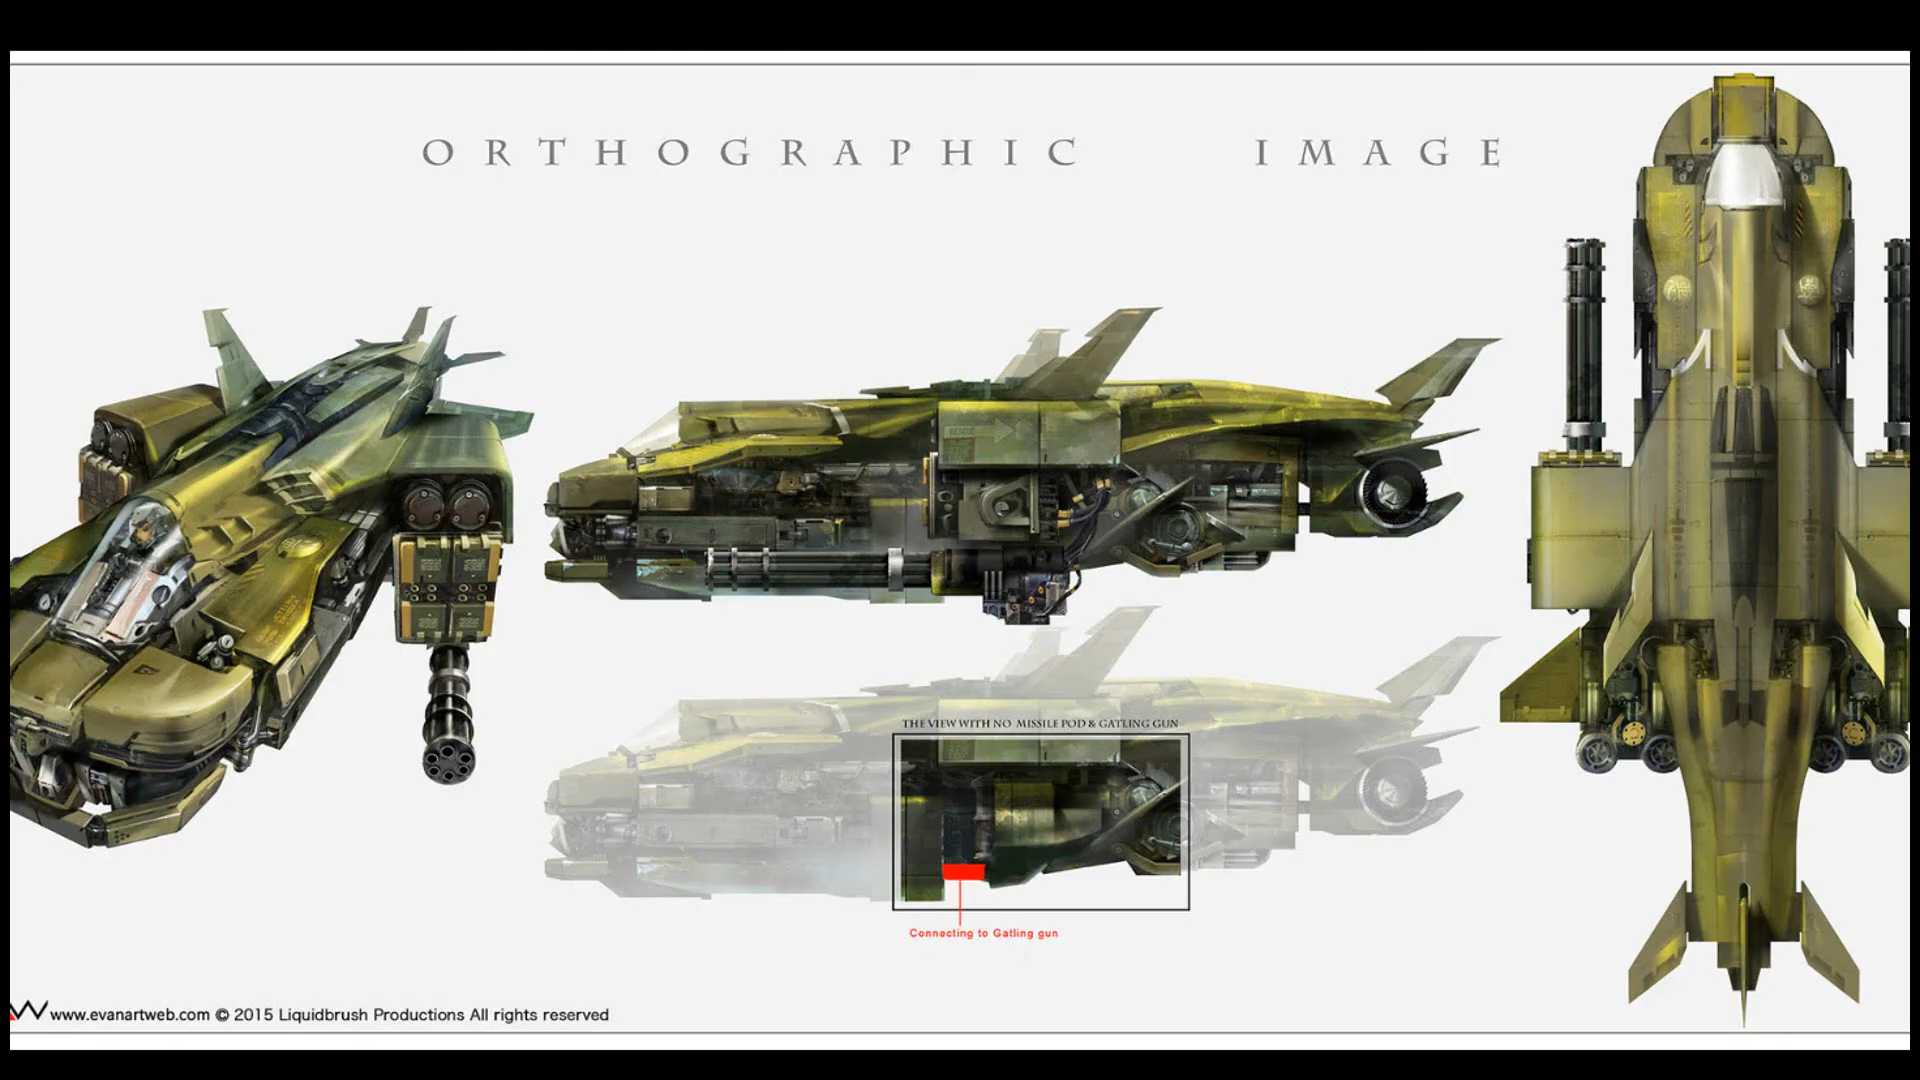 ORTHOGRAPHIC IMAGE
RESCUE
THE VIEW WITH NO MISSILE POD & GATLING GUN
Connecting to Gatling gun
www.evanartweb.com © 2015 Liquidbrush Productions All rights reserved